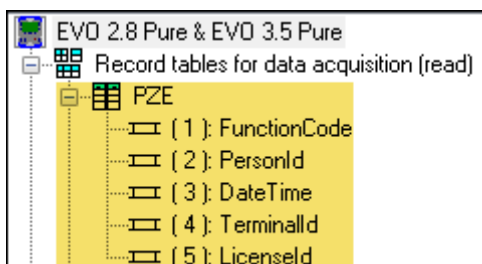 EVO 2.8 Pure & EVO 3.5 Pure
Record tables for data acquisition (read)
PZE
( 1 ): FunctionCode
( 2 ): PersonId
( 3 ): DateTime
( 4 ): TerminalId
( 5 ): LicenseId